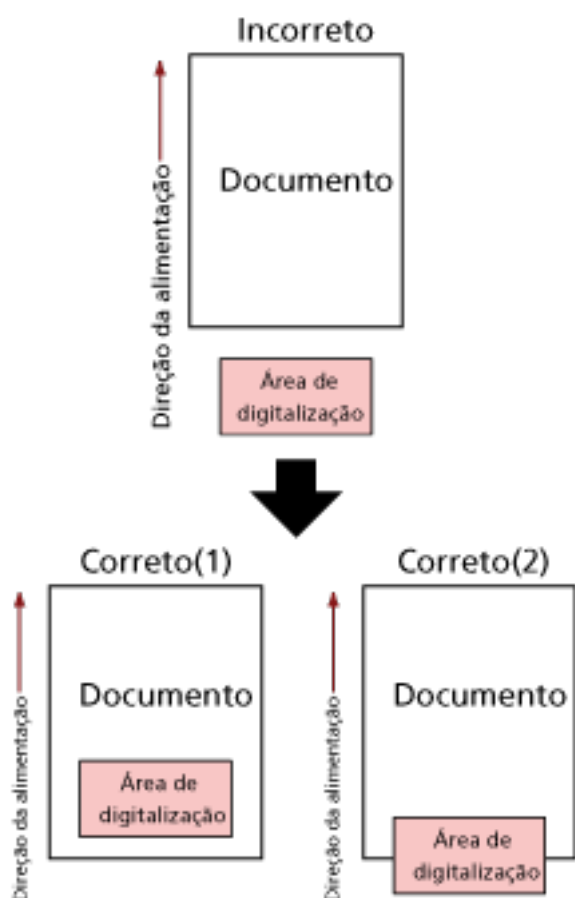 Incorreto
Direção da alimentação
Documento
Área de
digitalização
Correto(1)
Correto(2)
Direção da alimentação
Documento
Área de
digitalização
Direção da alimentação
Documento
Área de
digitalização